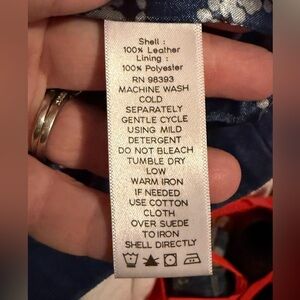 Shell :
100% Leather
Lining :
100% Polyester
RN 98393
MACHINE WASH
COLD
SEPARATELY
GENTLE CYCLE
USING MILD
DETERGENT
DO NOT BLEACH
TUMBLE DRY
LOW
WARM IRON
IF NEEDED
USE COTTON
CLOTH
OVER SUEDE
TO IRON
SHELL DIRECTLY